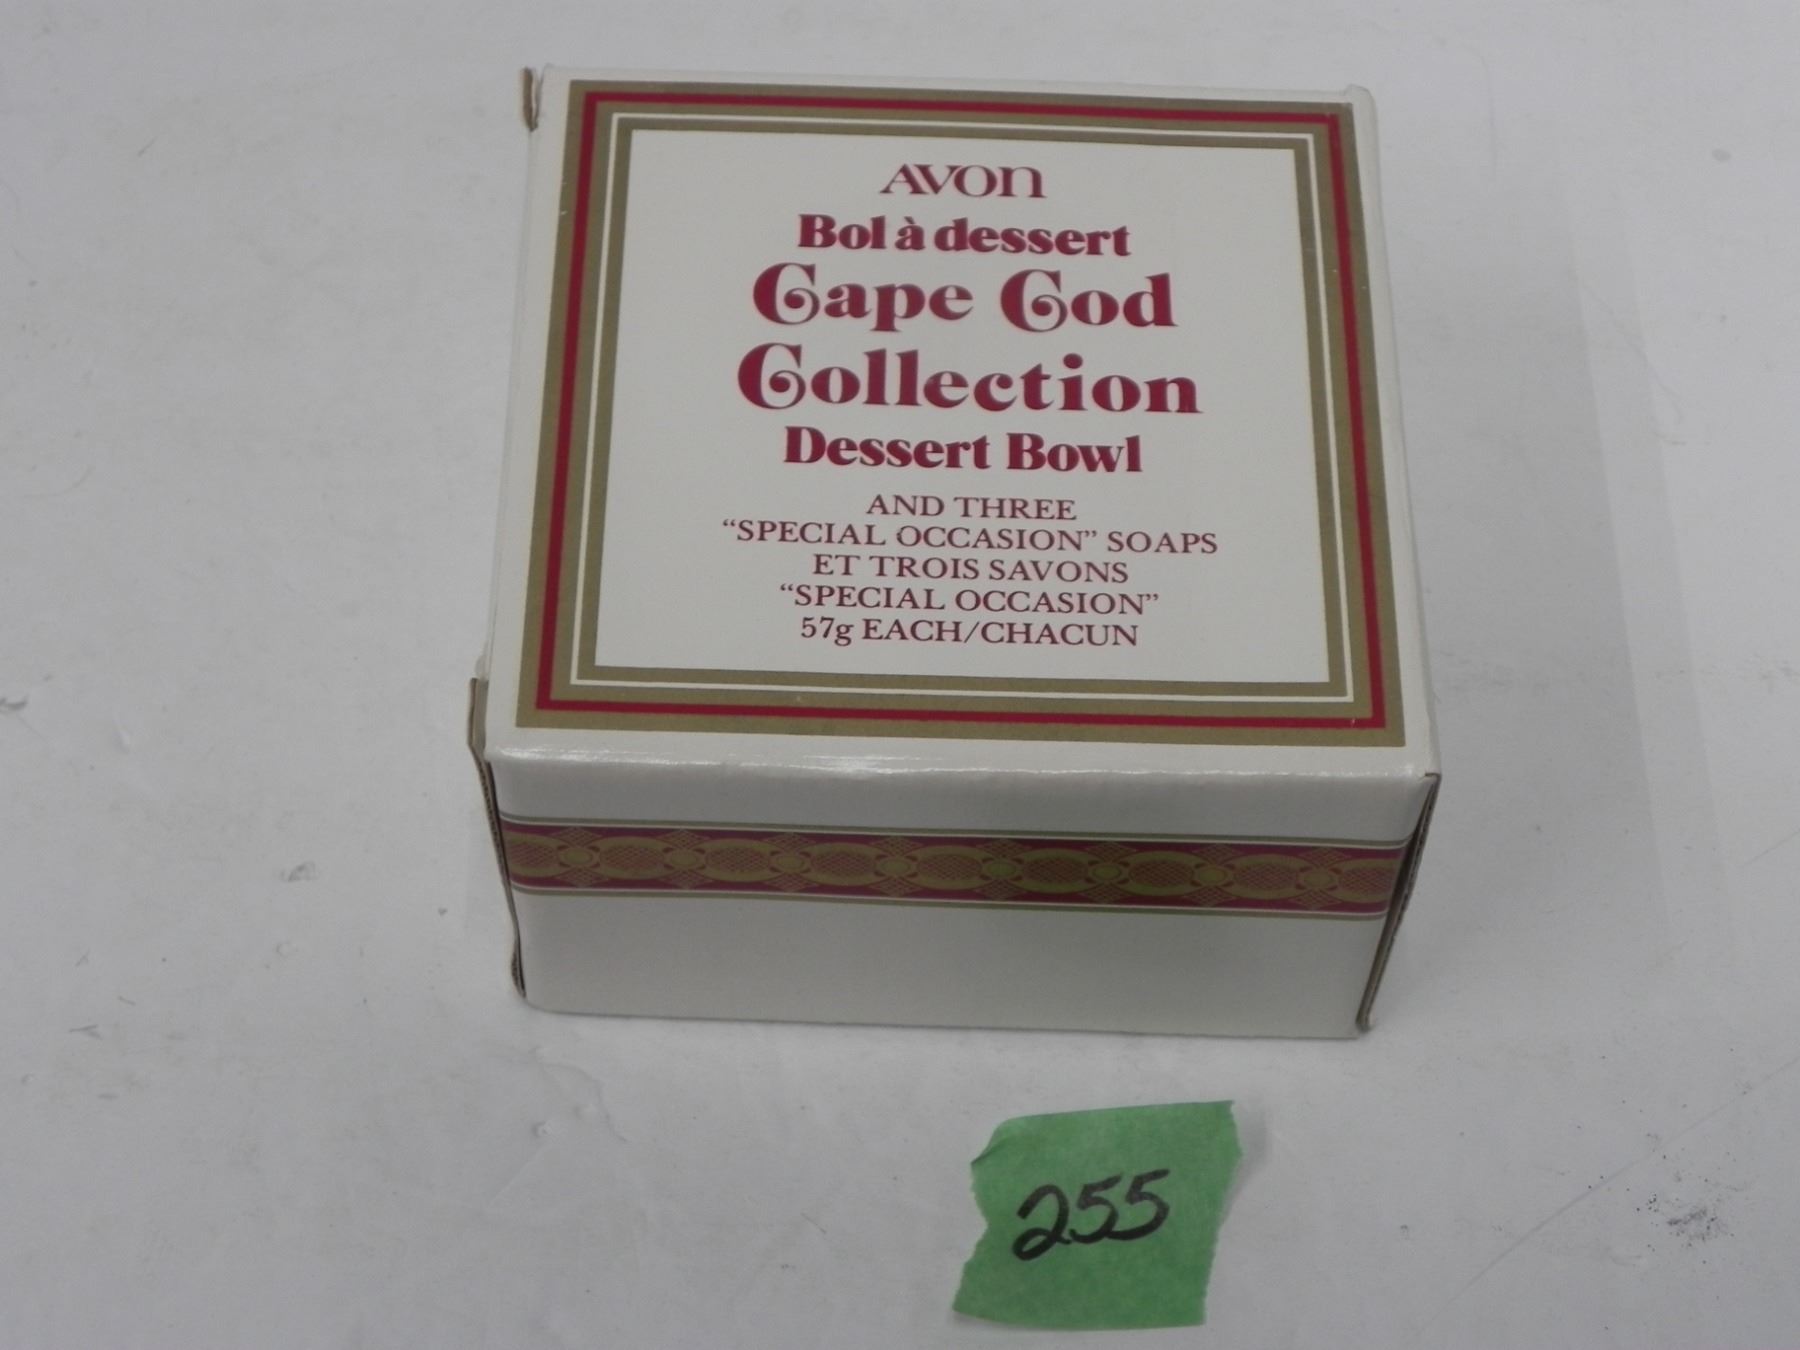 AVON
Bol à dessert
Cape Cod
Collection
Dessert Bowl
AND THREE
“SPECIAL OCCASION” SOAPS
ET TROIS SAVONS
“SPECIAL OCCASION”
57g EACH/CHACUN
255